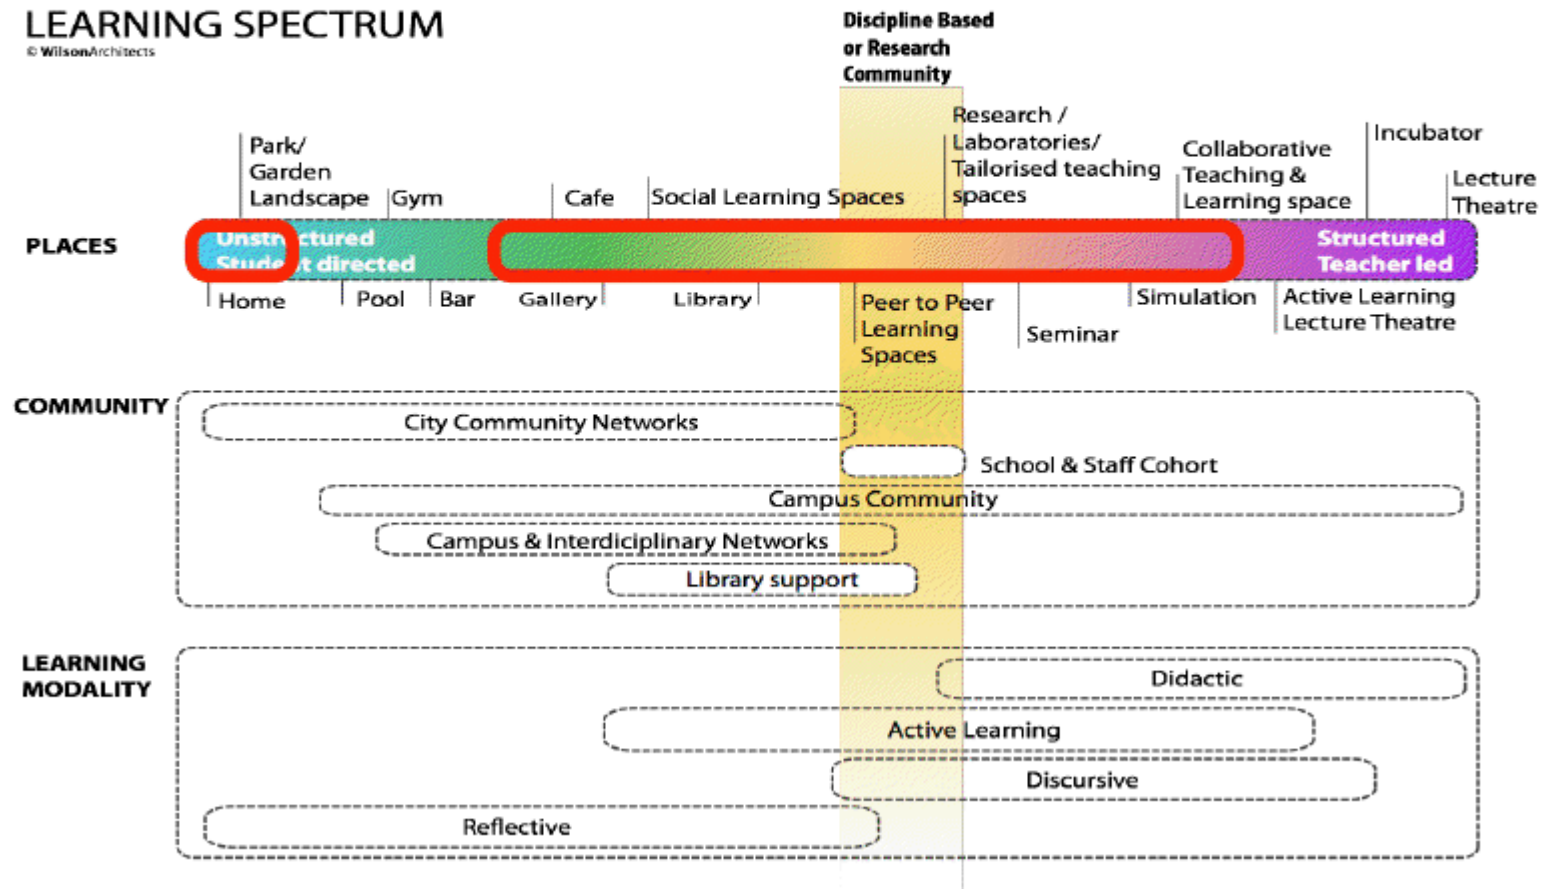 LEARNING SPECTRUM
© WilsonArchitects
Discipline Based
or Research
Community
Park/
Garden
Landscape
Gym
Cafe
Social Learning Spaces
Research /
Laboratories/
Tailorised teaching
spaces
Collaborative
Teaching &
Learning space
Incubator
Lecture
Theatre
PLACES
Unstructured
Student directed
Structured
Teacher led
Home
Pool
Bar
Gallery
Library
Peer to Peer
Learning
Spaces
Seminar
Simulation
Active Learning
Lecture Theatre
COMMUNITY
City Community Networks
School & Staff Cohort
Campus Community
Campus & Interdiciplinary Networks
Library support
LEARNING
MODALITY
Didactic
Active Learning
Discursive
Reflective